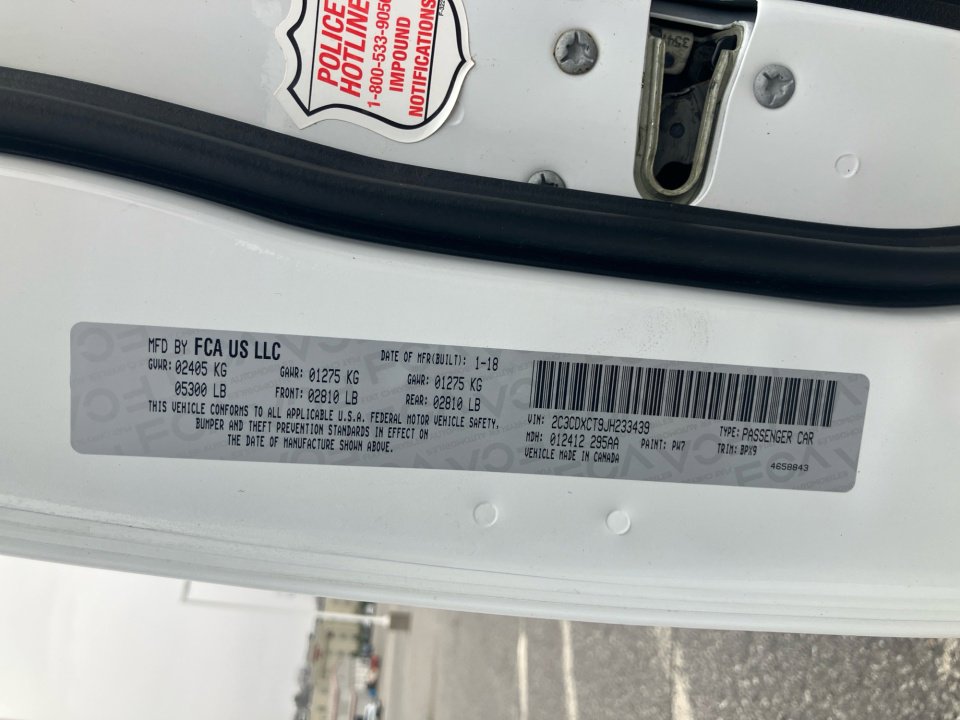 POLICE
HOTLINE
1-800-533-905
IMPOUND
NOTIFICATIONS
MFD BY FCA US LLC
DATE OF MFR(BUILT): 1-18
GVWR: 02405 KG GAWR: 01275 KG GAWR: 01275 KG
05300 LB FRONT: 02810 LB REAR: 02810 LB
THIS VEHICLE CONFORMS TO ALL APPLICABLE U.S.A. FEDERAL MOTOR VEHICLE SAFETY,
BUMPER AND THEFT PREVENTION STANDARDS IN EFFECT ON
THE DATE OF MANUFACTURE SHOWN ABOVE.
VIN: 2C3CDXCT9JH233439 TYPE: PASSENGER CAR
MDH: 012412 295AA PAINT: PW7 TRIM: BPX9
VEHICLE MADE IN CANADA 4658843